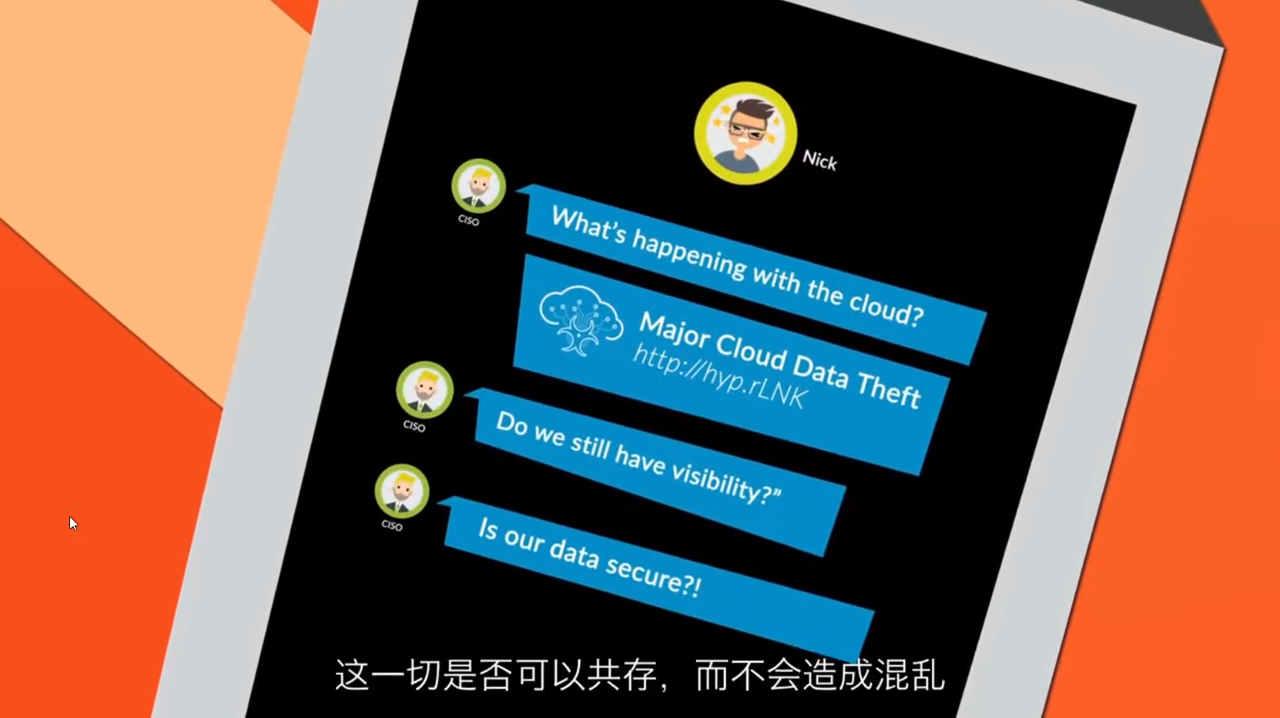 Nick
CISO
What's happening with the cloud?
Major Cloud Data Theft
http://hyp.rLNK
CISO
Do we still have visibility?”
CISO
Is our data secure?!
这一切是否可以共存，而不会造成混乱